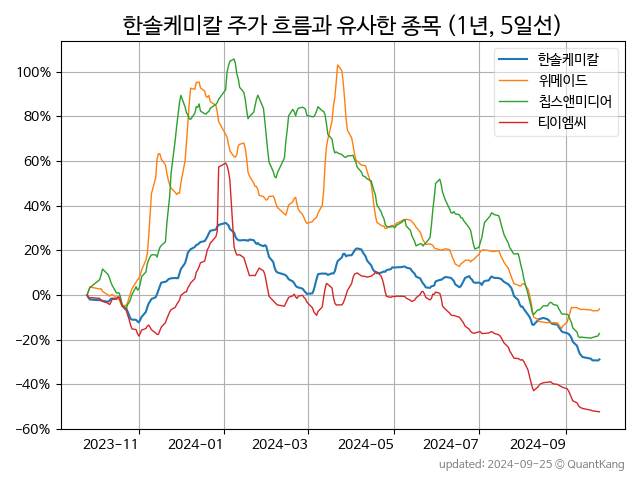 한솔케미칼 주가 흐름과 유사한 종목 (1년, 5일선)
한솔케미칼
위메이드
칩스앤미디어
티이엠씨
100%
80%
60%
40%
20%
0%
−20%
−40%
−60%
2023-11 2024-01 2024-03 2024-05 2024-07 2024-09
updated: 2024-09-25 © QuantKang